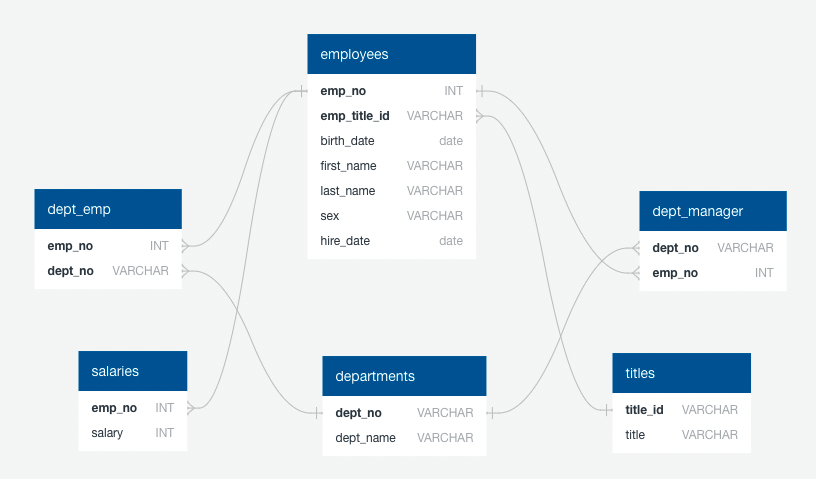 employees
emp_no INT
emp_title_id VARCHAR
birth_date date
first_name VARCHAR
last_name VARCHAR
sex VARCHAR
hire_date date
dept_emp
emp_no INT
dept_no VARCHAR
dept_manager
dept_no VARCHAR
emp_no INT
salaries
emp_no INT
salary INT
departments
dept_no VARCHAR
dept_name VARCHAR
titles
title_id VARCHAR
title VARCHAR